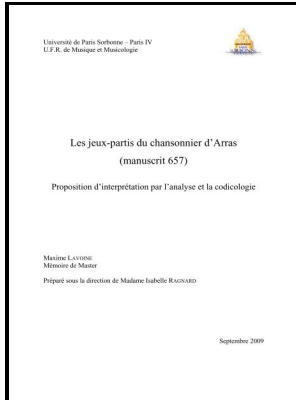 Université de Paris Sorbonne – Paris IV
U.F.R. de Musique et Musicologie
Les jeux-partis du chansonnier d'Arras
(manuscrit 657)
Proposition d'interprétation par l'analyse et la codicologie
Maxime LAVOINE
Mémoire de Master
Préparé sous la direction de Madame Isabelle RAGNARD
Septembre 2009